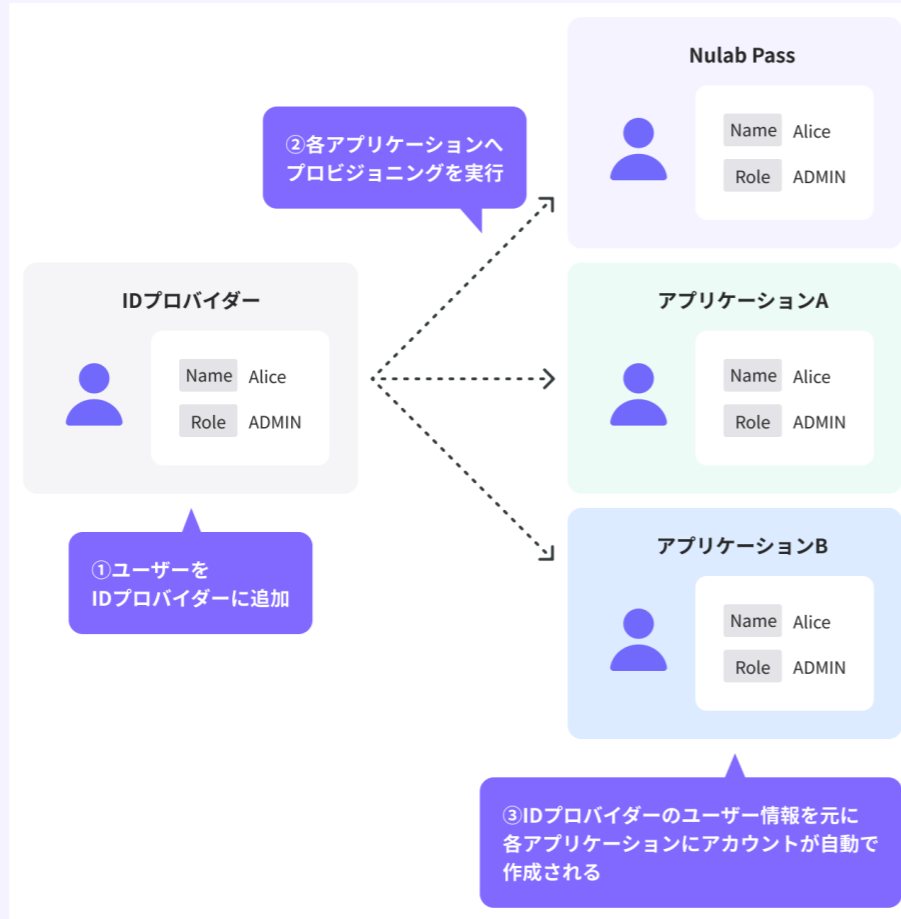 Nulab Pass
Name Alice
Role ADMIN
②各アプリケーションへ
プロビジョニングを実行
IDプロバイダー
Name Alice
Role ADMIN
アプリケーションA
Name Alice
Role ADMIN
①ユーザーを
IDプロバイダーに追加
アプリケーションB
Name Alice
Role ADMIN
③IDプロバイダーのユーザー情報を元に
各アプリケーションにアカウントが自動で
作成される